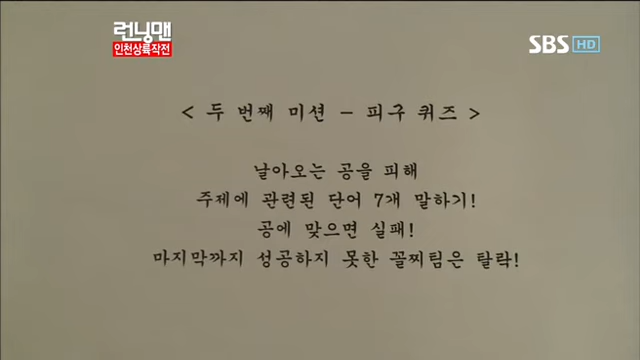 런닝맨
인천상륙작전
SBS HD
< 두 번째 미션 - 피구 퀴즈 >
날아오는 공을 피해
주제에 관련된 단어 7개 말하기!
공에 맞으면 실패!
마지막까지 성공하지 못한 꼴찌팀은 탈락!